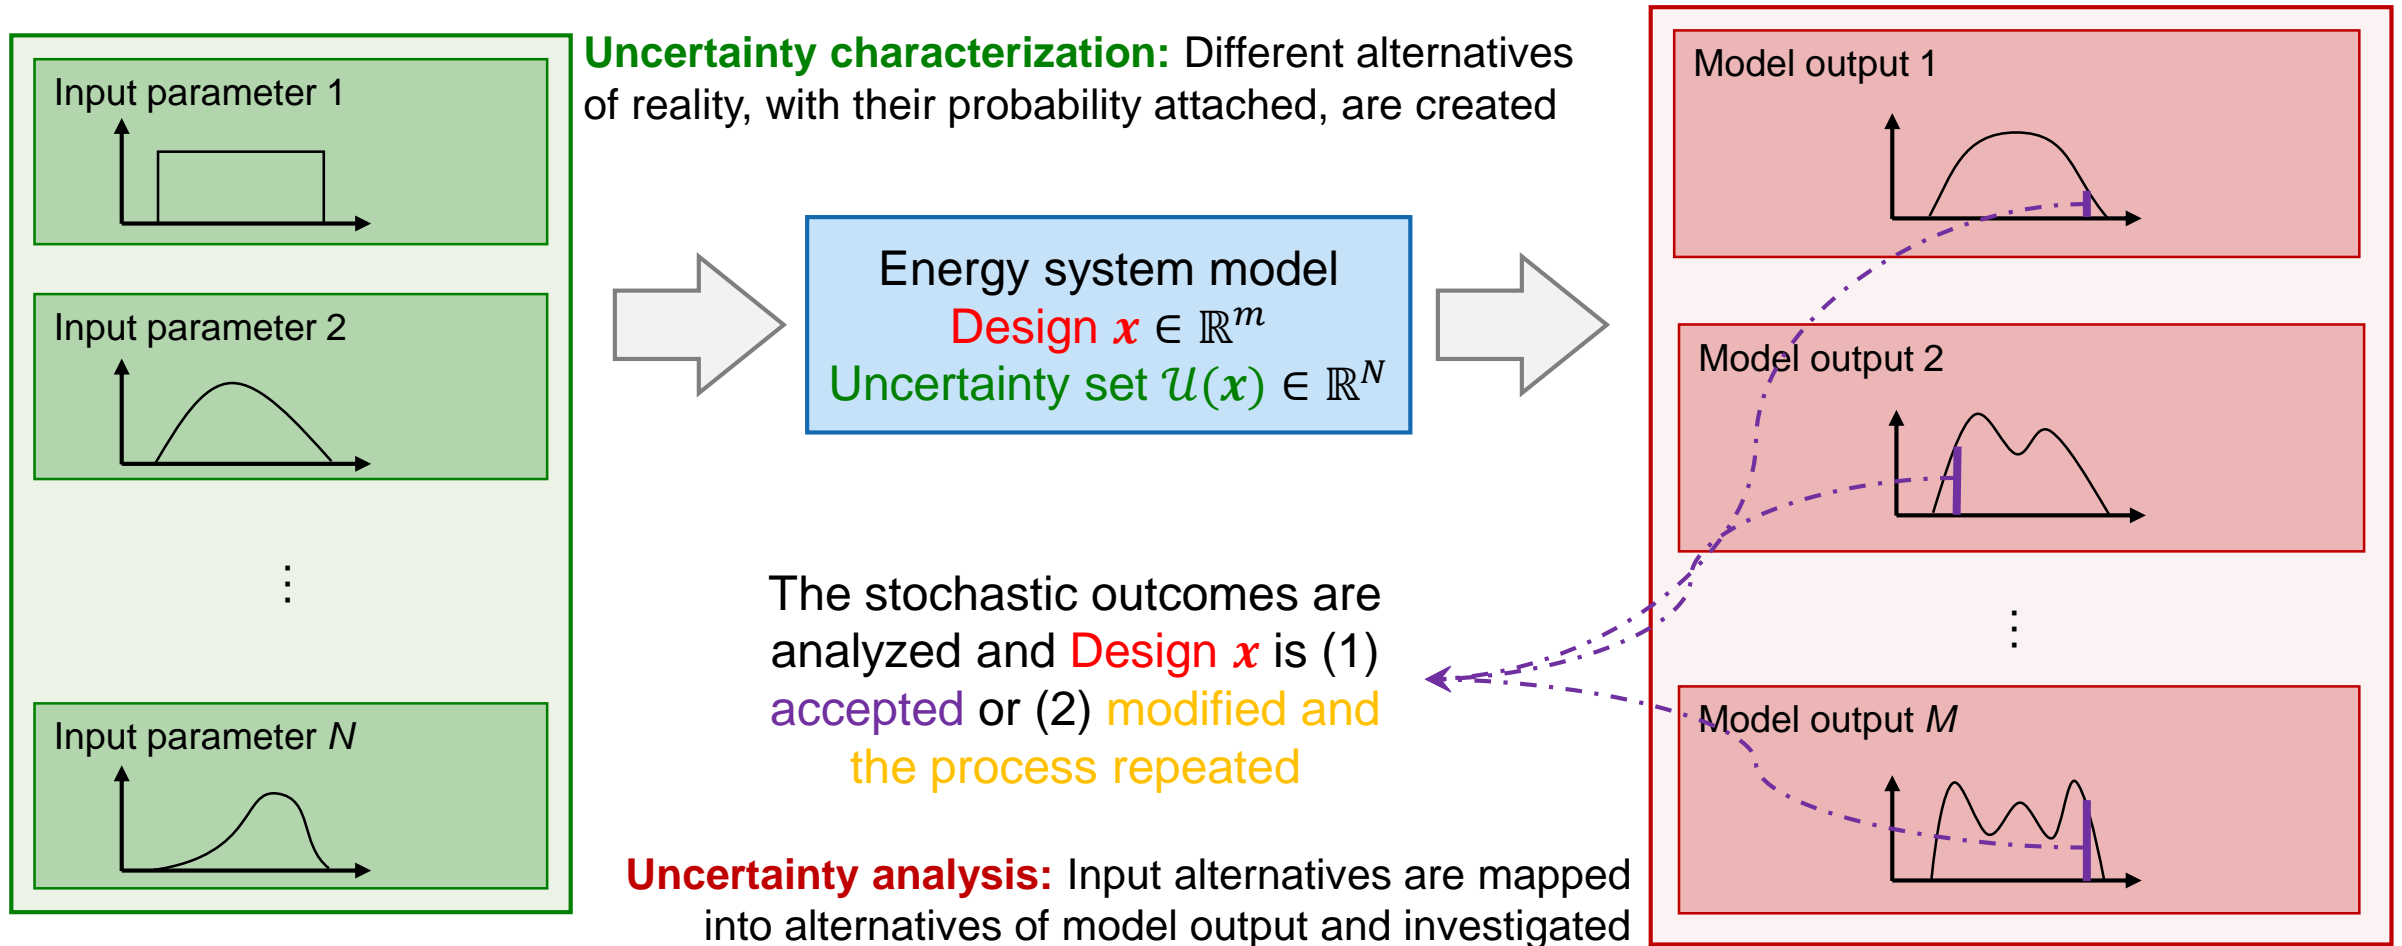 Input parameter 1
Input parameter 2
⋮
Input parameter N
Uncertainty characterization: Different alternatives
of reality, with their probability attached, are created
Energy system model
Design 𝒙 ∈ ℝ^m
Uncertainty set 𝒰(𝒙) ∈ ℝ^N
The stochastic outcomes are
analyzed and Design 𝒙 is (1)
accepted or (2) modified and
the process repeated
Uncertainty analysis: Input alternatives are mapped
into alternatives of model output and investigated
Model output 1
Model output 2
⋮
Model output M